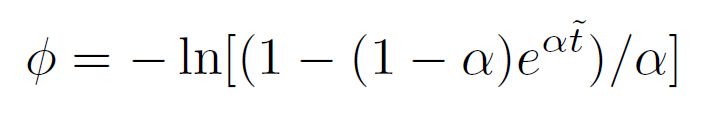 ϕ = − ln[(1 − (1 − α)e^{αt̃})/α]